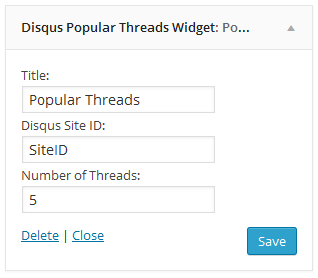 Disqus Popular Threads Widget: Po...
Title:
Popular Threads
Disqus Site ID:
SiteID
Number of Threads:
5
Delete | Close
Save